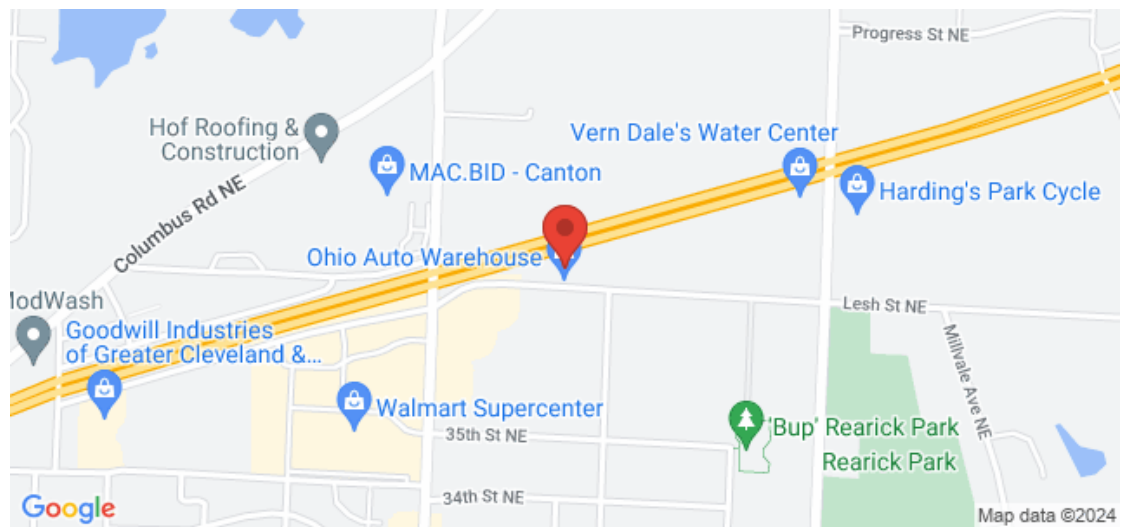 Progress St NE
Hof Roofing &
Construction
Vern Dale's Water Center
MAC.BID - Canton
Harding's Park Cycle
Columbus Rd NE
Ohio Auto Warehouse
ModWash
Lesh St NE
Goodwill Industries
of Greater Cleveland &...
Millvale Ave NE
Walmart Supercenter
35th St NE
'Bup' Rearick Park
Rearick Park
34th St NE
Google
Map data ©2024